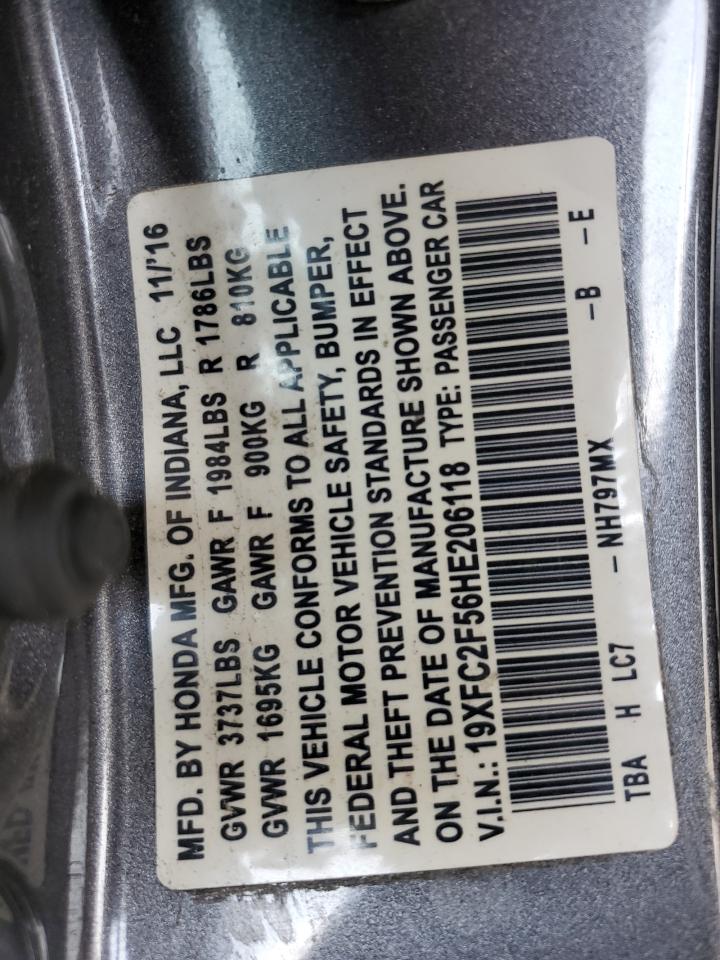 MFD. BY HONDA MFG. OF INDIANA, LLC 11/'16
GVWR 3737LBS GAWR F 1984LBS R 1786LBS
GVWR 1695KG GAWR F 900KG R 810KG
THIS VEHICLE CONFORMS TO ALL APPLICABLE
FEDERAL MOTOR VEHICLE SAFETY, BUMPER,
AND THEFT PREVENTION STANDARDS IN EFFECT
ON THE DATE OF MANUFACTURE SHOWN ABOVE.
V.I.N.: 19XFC2F56HE206118 TYPE: PASSENGER CAR
TBA H LC7 - NH797MX -B -E